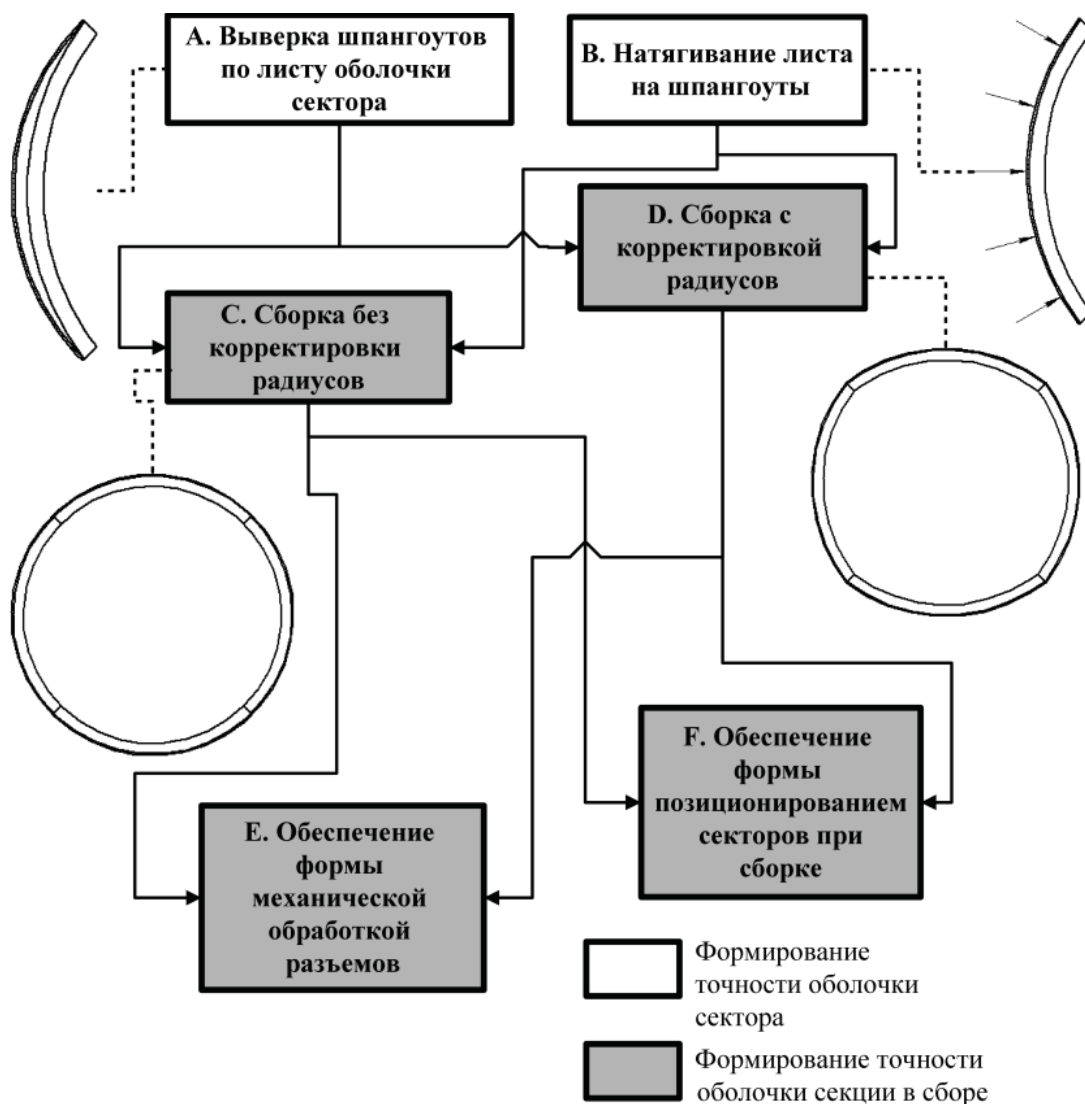 A. Выверка шпангоутов
по листу оболочки
сектора
B. Натягивание листа
на шпангоуты
D. Сборка с
корректировкой
радиусов
C. Сборка без
корректировки
радиусов
F. Обеспечение
формы
позиционированием
секторов при
сборке
E. Обеспечение
формы
механической
обработкой
разъемов
Формирование
точности оболочки
сектора
Формирование точности
оболочки секции в сборе